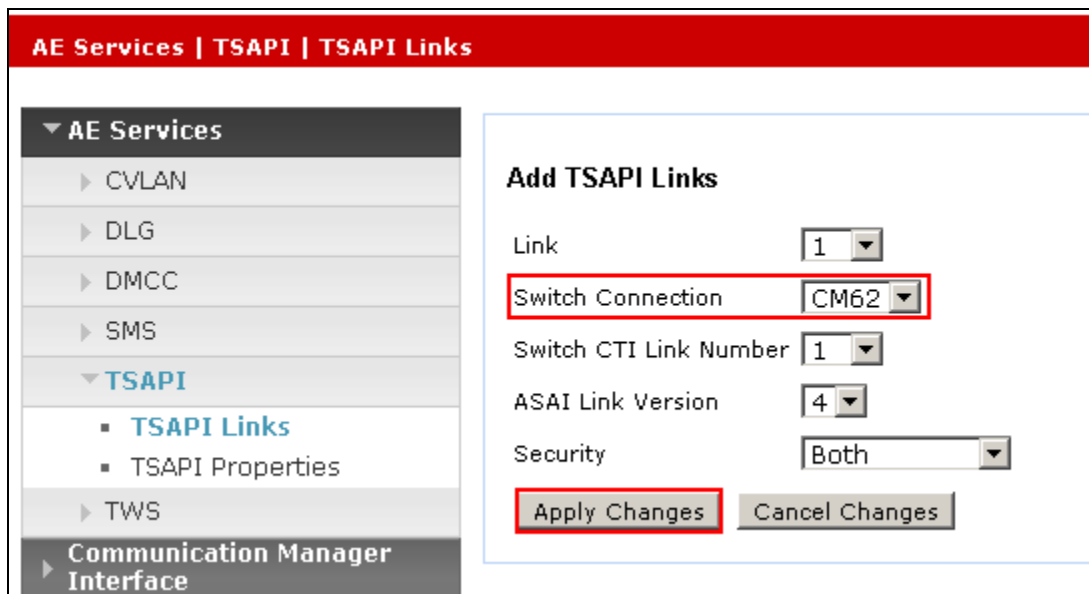 AE Services | TSAPI | TSAPI Links
AE Services
CVLAN
DLG
DMCC
SMS
TSAPI
TSAPI Links
TSAPI Properties
TWS
Communication Manager
Interface
Add TSAPI Links
Link 1
Switch Connection CM62
Switch CTI Link Number 1
ASAI Link Version 4
Security Both
Apply Changes Cancel Changes